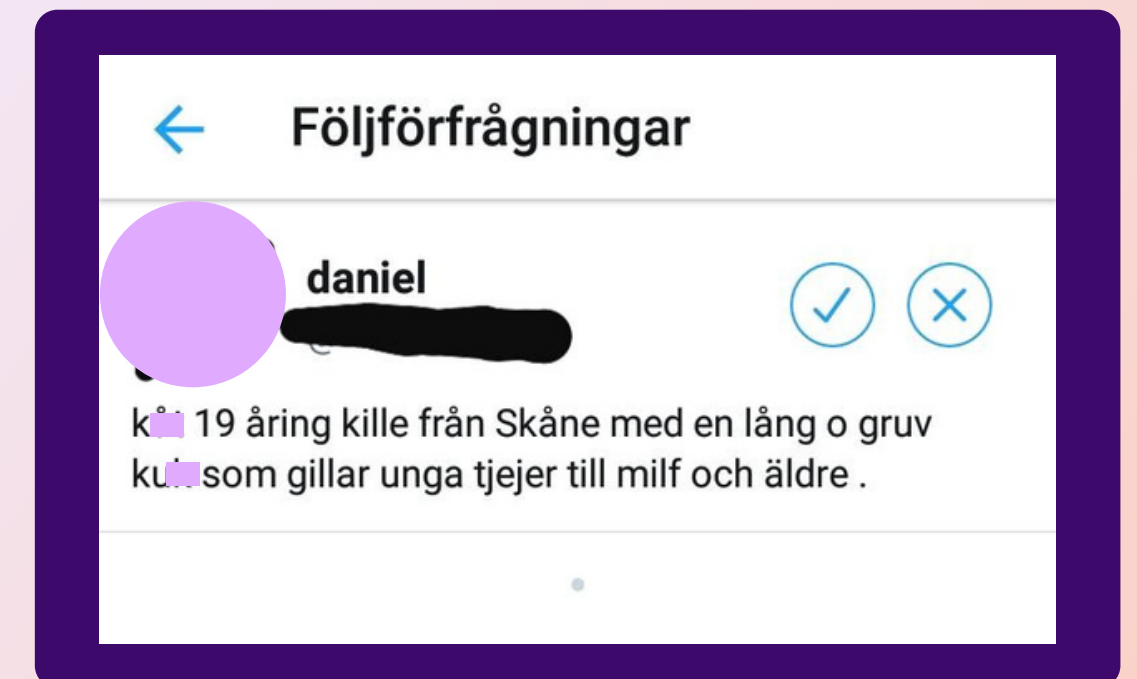 Följförfrågningar
daniel
19 åring kille från Skåne med en lång o gruv
som gillar unga tjejer till milf och äldre .